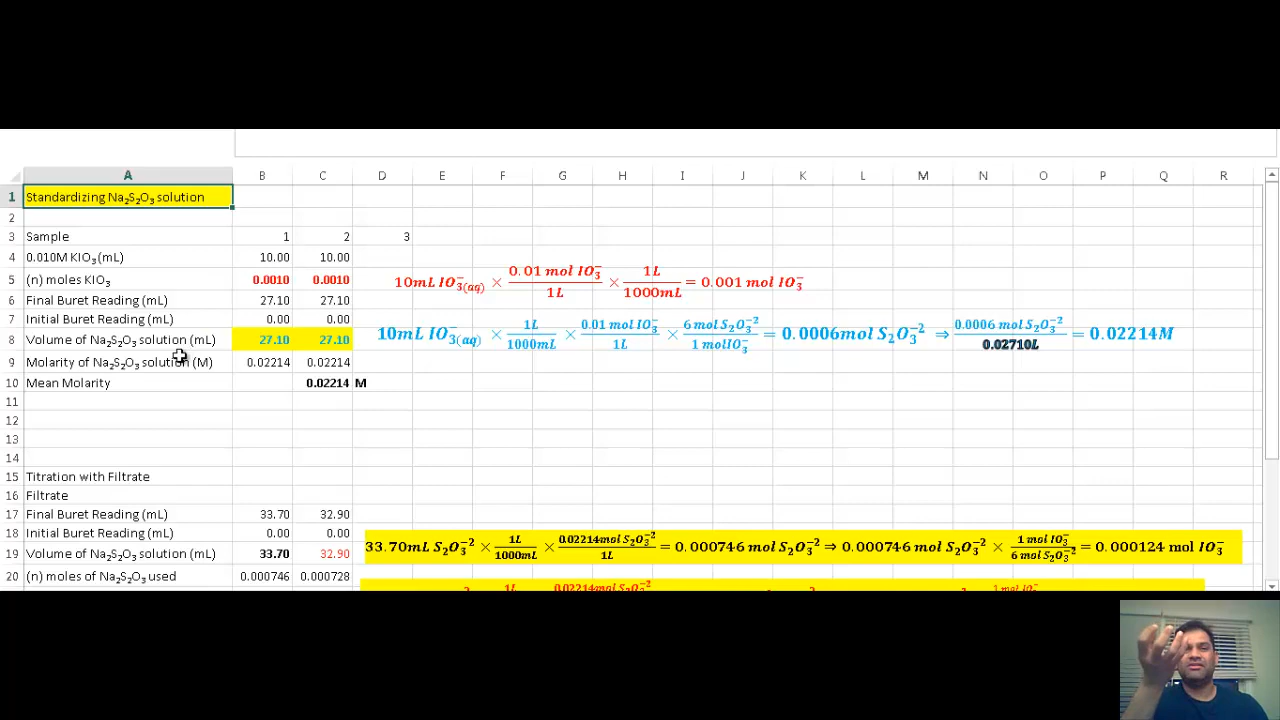 A B C D E F G H I J K L M N O P Q R
1 Standardizing Na₂S₂O₃ solution
2
3 Sample 1 2 3
4 0.010M KIO₃ (mL) 10.00 10.00
5 (n) moles KIO₃ 0.0010 0.0010 10mL IO₃⁻(aq) × 0.01 mol IO₃⁻ / 1L × 1L / 1000mL = 0.001 mol IO₃⁻
6 Final Buret Reading (mL) 27.10 27.10
7 Initial Buret Reading (mL) 0.00 0.00
8 Volume of Na₂S₂O₃ solution (mL) 27.10 27.10 10mL IO₃⁻(aq) × 1L / 1000mL × 0.01 mol IO₃⁻ / 1L × 6 mol S₂O₃⁻² / 1 molIO₃⁻ = 0.0006mol S₂O₃⁻² ⇒ 0.0006 mol S₂O₃⁻² / 0.02710L = 0.02214M
9 Molarity of Na₂S₂O₃ solution (M) 0.02214 0.02214
10 Mean Molarity 0.02214 M
11
12
13
14
15 Titration with Filtrate
16 Filtrate
17 Final Buret Reading (mL) 33.70 32.90
18 Initial Buret Reading (mL) 0.00 0.00
19 Volume of Na₂S₂O₃ solution (mL) 33.70 32.90 33.70mL S₂O₃⁻² × 1L / 1000mL × 0.02214mol S₂O₃⁻² / 1L = 0.000746 mol S₂O₃⁻² ⇒ 0.000746 mol S₂O₃⁻² × 1 mol IO₃⁻ / 6 mol S₂O₃⁻² = 0.000124 mol IO₃⁻
20 (n) moles of Na₂S₂O₃ used 0.000746 0.000728